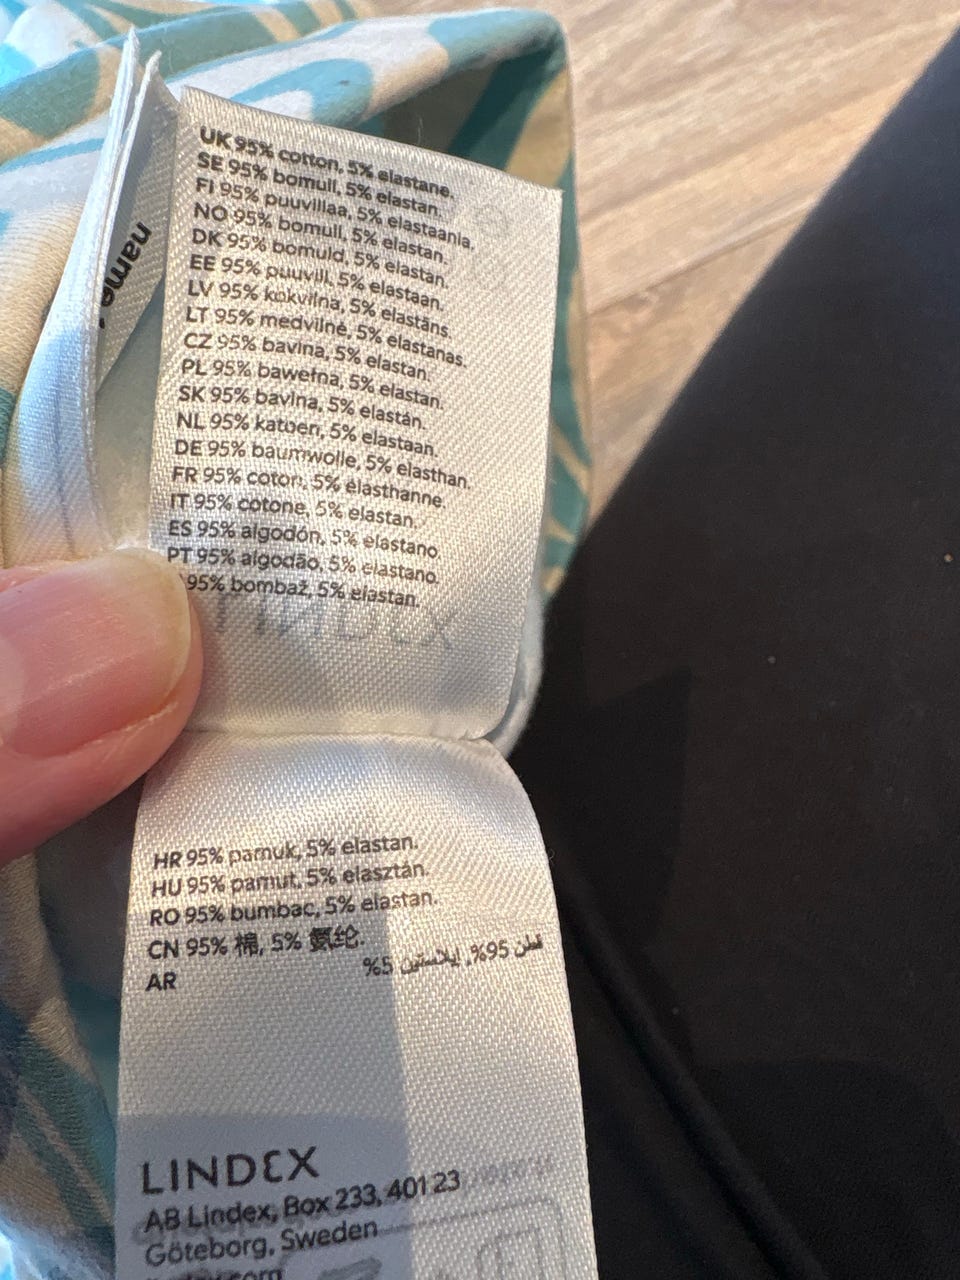 name
UK 95% cotton, 5% elastane.
SE 95% bomull, 5% elastan.
FI 95% puuvillaa, 5% elastaania.
NO 95% bomull, 5% elastan.
DK 95% bomuld, 5% elastan.
EE 95% puuvill, 5% elastaan.
LV 95% kokvilna, 5% elastāns.
LT 95% medvilnė, 5% elastanas.
CZ 95% bavlna, 5% elastan.
PL 95% bawełna, 5% elastan.
SK 95% bavlna, 5% elastán.
NL 95% katoen, 5% elastaan.
DE 95% baumwolle, 5% elasthan.
FR 95% coton, 5% élasthanne.
IT 95% cotone, 5% elastan.
ES 95% algodón, 5% elastano.
PT 95% algodão, 5% elastano.
95% bombaž, 5% elastan.
HR 95% pamuk, 5% elastan.
HU 95% pamut, 5% elasztán.
RO 95% bumbac, 5% elastan.
CN 95% 棉, 5% 氨纶.
AR قطن 95%, إيلاستين 5%
LINDEX
AB Lindex, Box 233, 401 23
Göteborg, Sweden